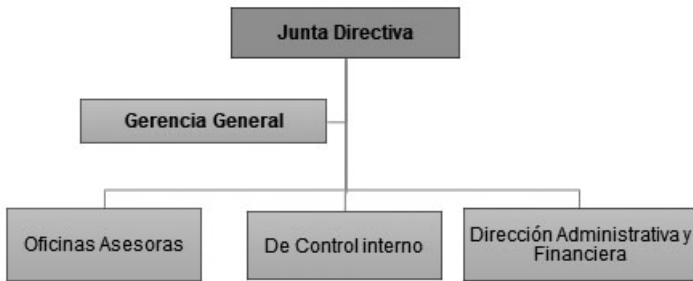 Junta Directiva
Gerencia General
Oficinas Asesoras
De Control interno
Dirección Administrativa y
Financiera